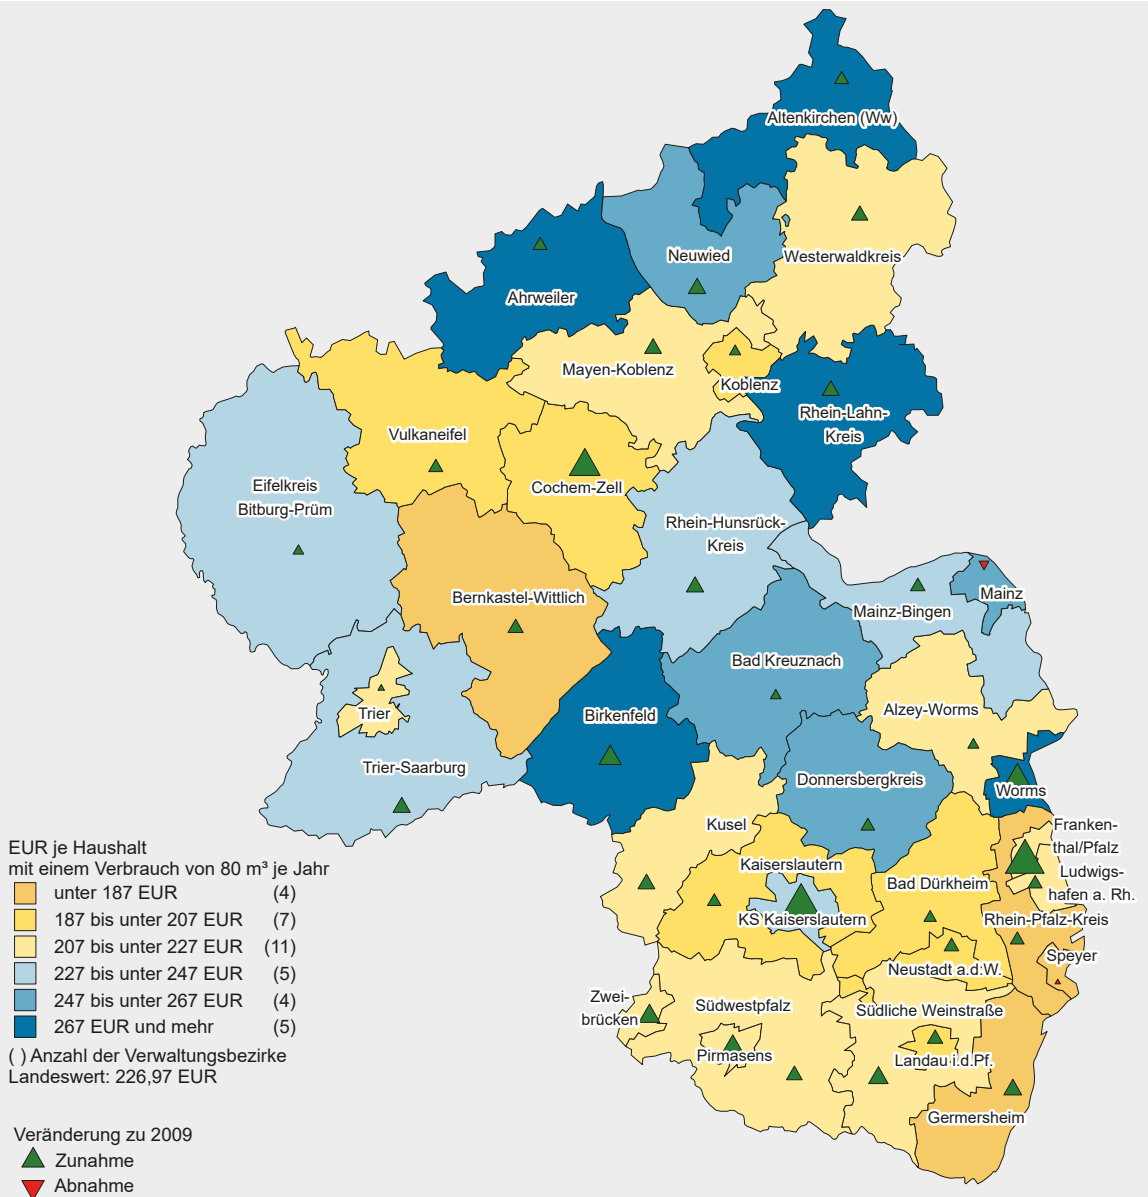 Altenkirchen (Ww)
Neuwied
Westerwaldkreis
Ahrweiler
Mayen-Koblenz
Koblenz
Rhein-Lahn-
Kreis
Vulkaneifel
Cochem-Zell
Eifelkreis
Bitburg-Prüm
Rhein-Hunsrück-
Kreis
Bernkastel-Wittlich
Mainz
Mainz-Bingen
Bad Kreuznach
Trier
Birkenfeld
Alzey-Worms
Trier-Saarburg
Donnersbergkreis
Worms
Kusel
Franken-
thal/Pfalz
Kaiserslautern
Ludwigs-
hafen a. Rh.
Bad Dürkheim
KS Kaiserslautern
Rhein-Pfalz-Kreis
Speyer
Neustadt a.d.W.
Zwei-
brücken
Südwestpfalz
Südliche Weinstraße
Pirmasens
Landau i.d.Pf.
Germersheim
EUR je Haushalt
mit einem Verbrauch von 80 m³ je Jahr
unter 187 EUR (4)
187 bis unter 207 EUR (7)
207 bis unter 227 EUR (11)
227 bis unter 247 EUR (5)
247 bis unter 267 EUR (4)
267 EUR und mehr (5)
( ) Anzahl der Verwaltungsbezirke
Landeswert: 226,97 EUR
Veränderung zu 2009
Zunahme
Abnahme